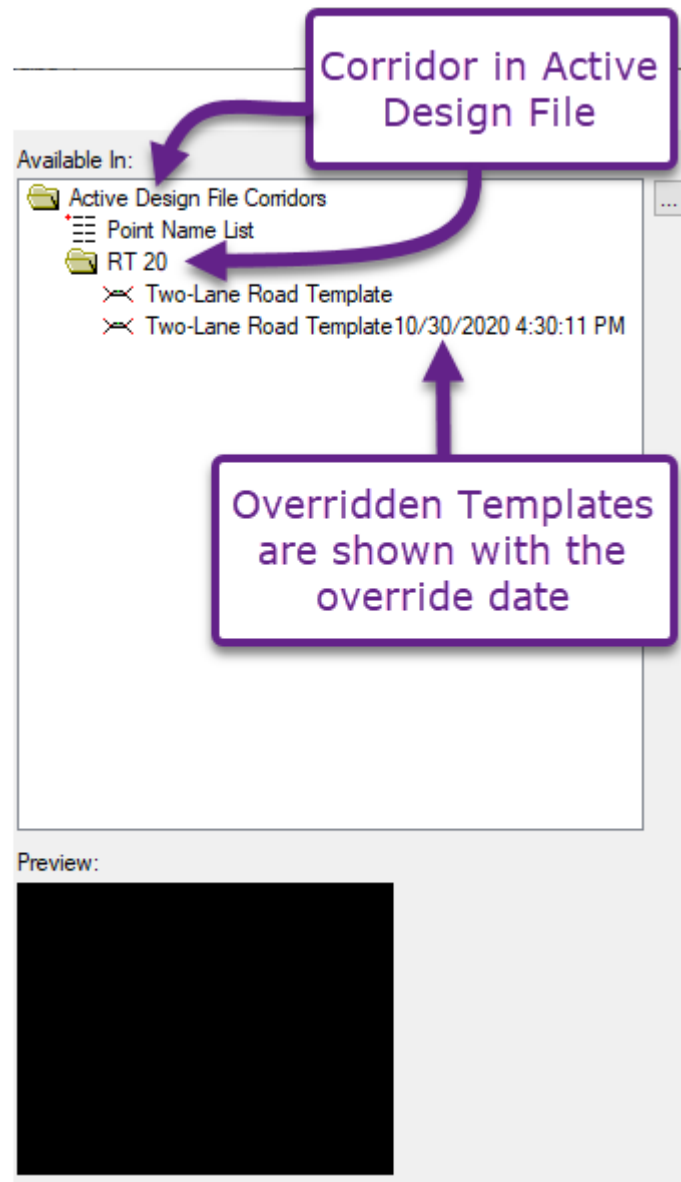 Corridor in Active
Design File
Available In:
Active Design File Corridors
...
Point Name List
RT 20
Two-Lane Road Template
Two-Lane Road Template10/30/2020 4:30:11 PM
Overridden Templates
are shown with the
override date
Preview: